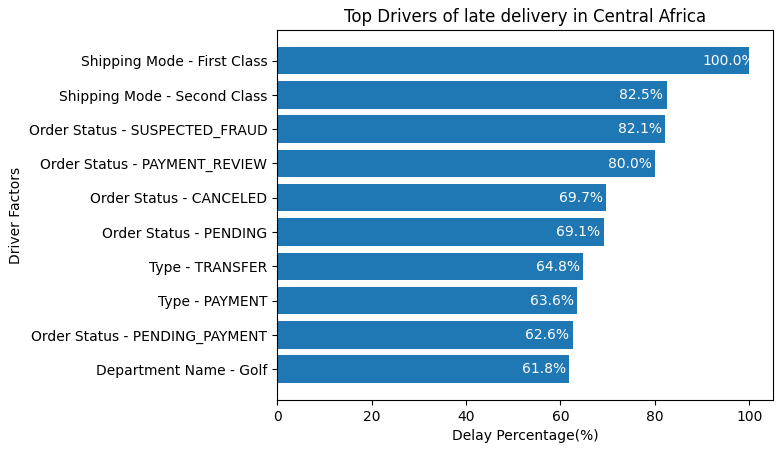 Top Drivers of late delivery in Central Africa
Driver Factors
Shipping Mode - First Class 100.0%
Shipping Mode - Second Class 82.5%
Order Status - SUSPECTED_FRAUD 82.1%
Order Status - PAYMENT_REVIEW 80.0%
Order Status - CANCELED 69.7%
Order Status - PENDING 69.1%
Type - TRANSFER 64.8%
Type - PAYMENT 63.6%
Order Status - PENDING_PAYMENT 62.6%
Department Name - Golf 61.8%
0 20 40 60 80 100
Delay Percentage(%)